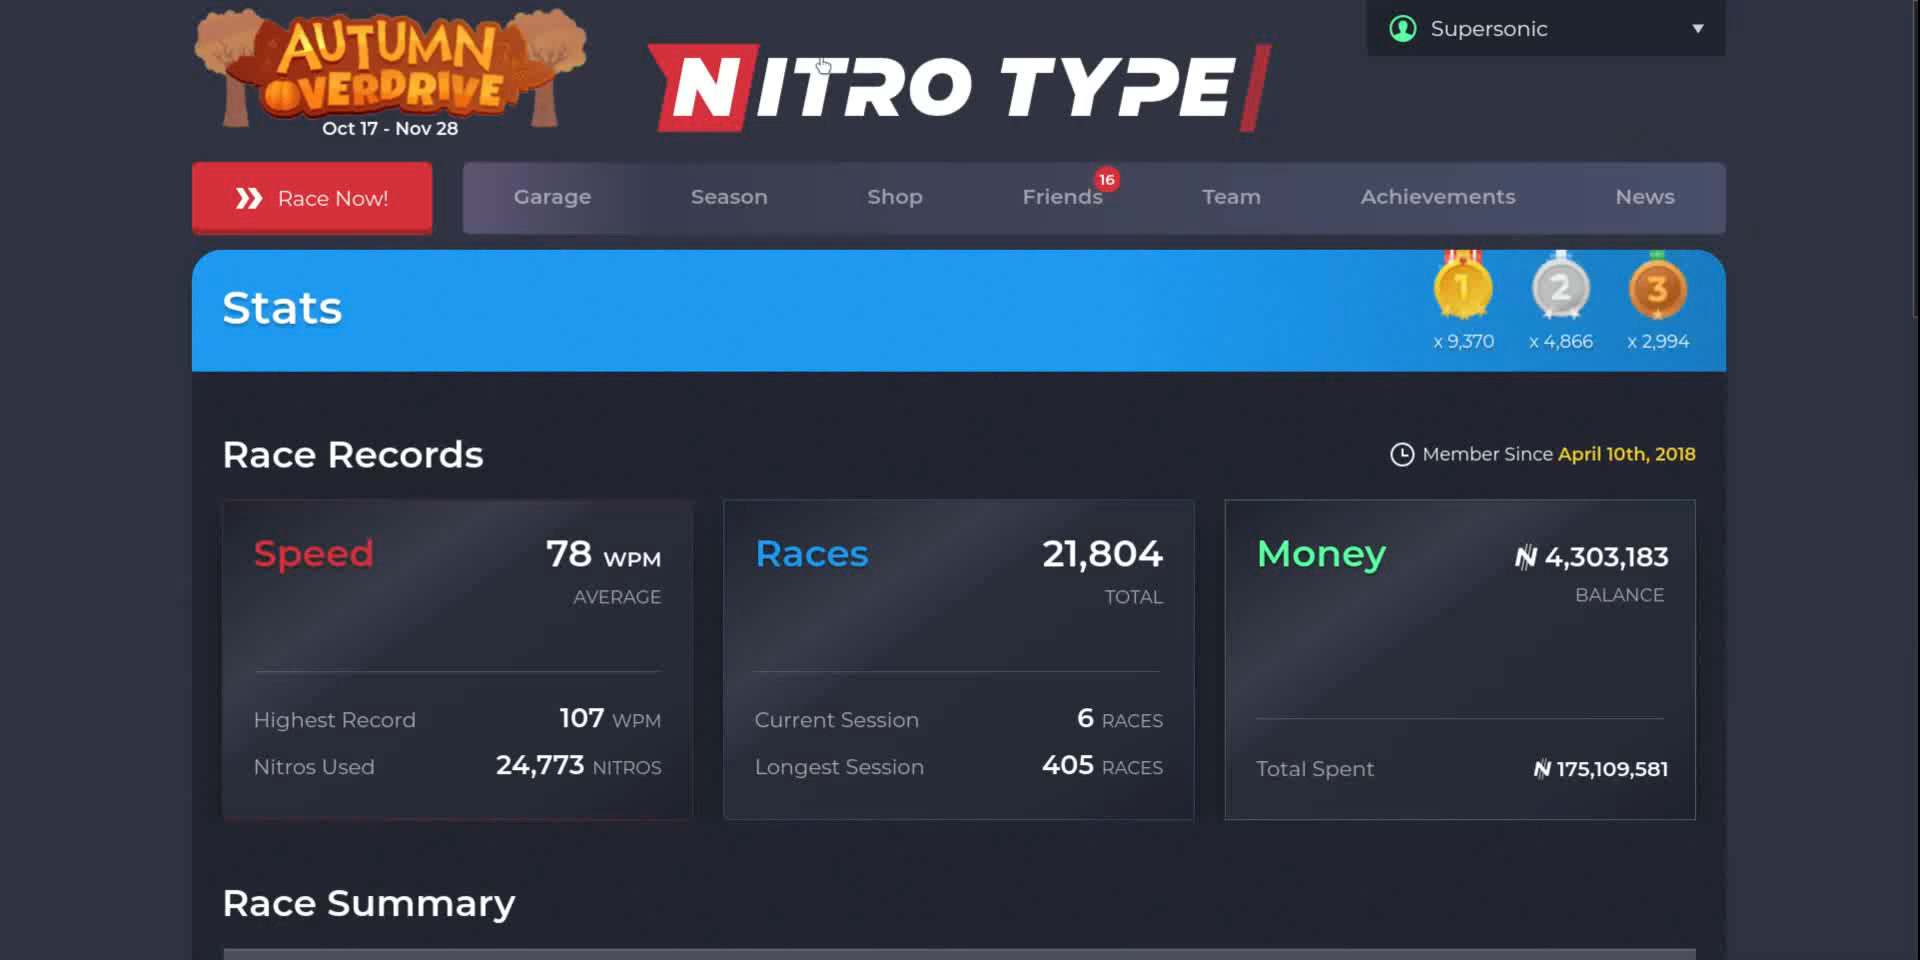 AUTUMN
OVERDRIVE
Oct 17 - Nov 28
NITRO TYPE
Supersonic
Race Now!
Garage
Season
Shop
Friends
16
Team
Achievements
News
Stats
1
2
3
x 9,370
x 4,866
x 2,994
Race Records
Member Since April 10th, 2018
Speed
78 WPM
AVERAGE
Highest Record
107 WPM
Nitros Used
24,773 NITROS
Races
21,804
TOTAL
Current Session
6 RACES
Longest Session
405 RACES
Money
N 4,303,183
BALANCE
Total Spent
N 175,109,581
Race Summary